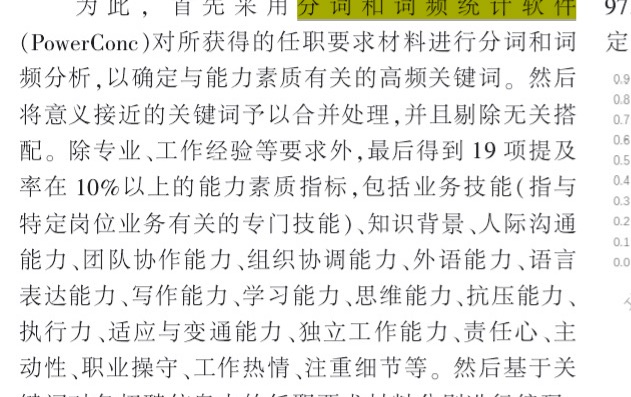 为此，首先采用分词和词频统计软件
97
(PowerConc)对所获得的任职要求材料进行分词和词
定
频分析,以确定与能力素质有关的高频关键词。然后
0.9
将意义接近的关键词予以合并处理,并且剔除无关搭
0.8
0.7
配。除专业、工作经验等要求外,最后得到 19 项提及
0.6
0.5
率在 10%以上的能力素质指标,包括业务技能(指与
0.4
0.3
特定岗位业务有关的专门技能)、知识背景、人际沟通
0.2
能力、团队协作能力、组织协调能力、外语能力、语言
0.1
0.0
表达能力、写作能力、学习能力、思维能力、抗压能力、
执行力、适应与变通能力、独立工作能力、责任心、主
动性、职业操守、工作热情、注重细节等。然后基于关